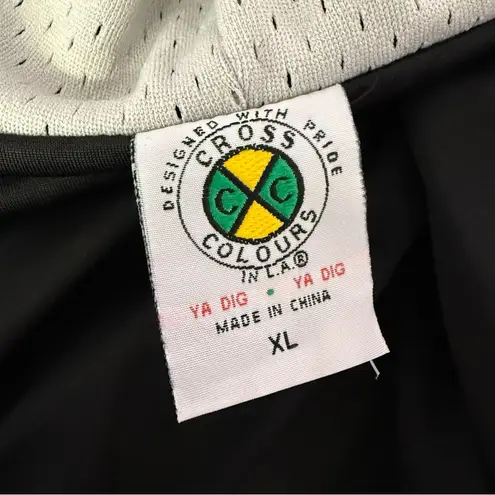 DESIGNED WITH PRIDE
CROSS
C C
COLOURS
IN L.A.®
YA DIG • YA DIG
MADE IN CHINA
XL